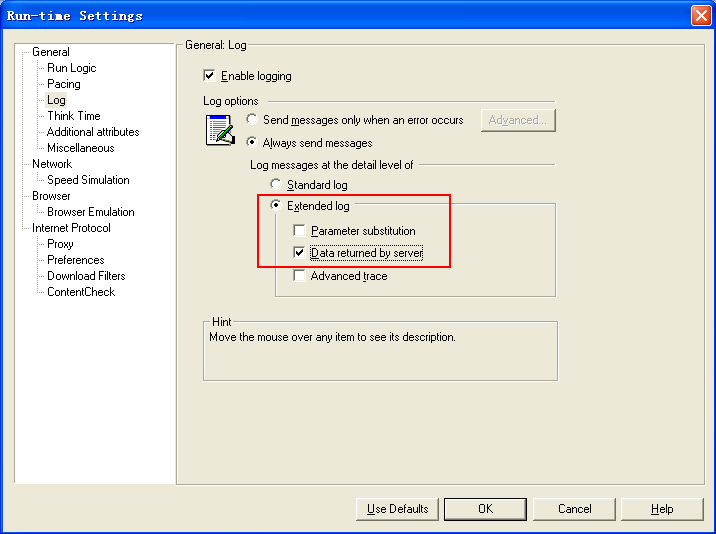 Run-time Settings
General
Run Logic
Pacing
Log
Think Time
Additional attributes
Miscellaneous
Network
Speed Simulation
Browser
Browser Emulation
Internet Protocol
Proxy
Preferences
Download Filters
ContentCheck
General: Log
Enable logging
Log options
Send messages only when an error occurs
Advanced...
Always send messages
Log messages at the detail level of
Standard log
Extended log
Parameter substitution
Data returned by server
Advanced trace
Hint
Move the mouse over any item to see its description.
Use Defaults
OK
Cancel
Help